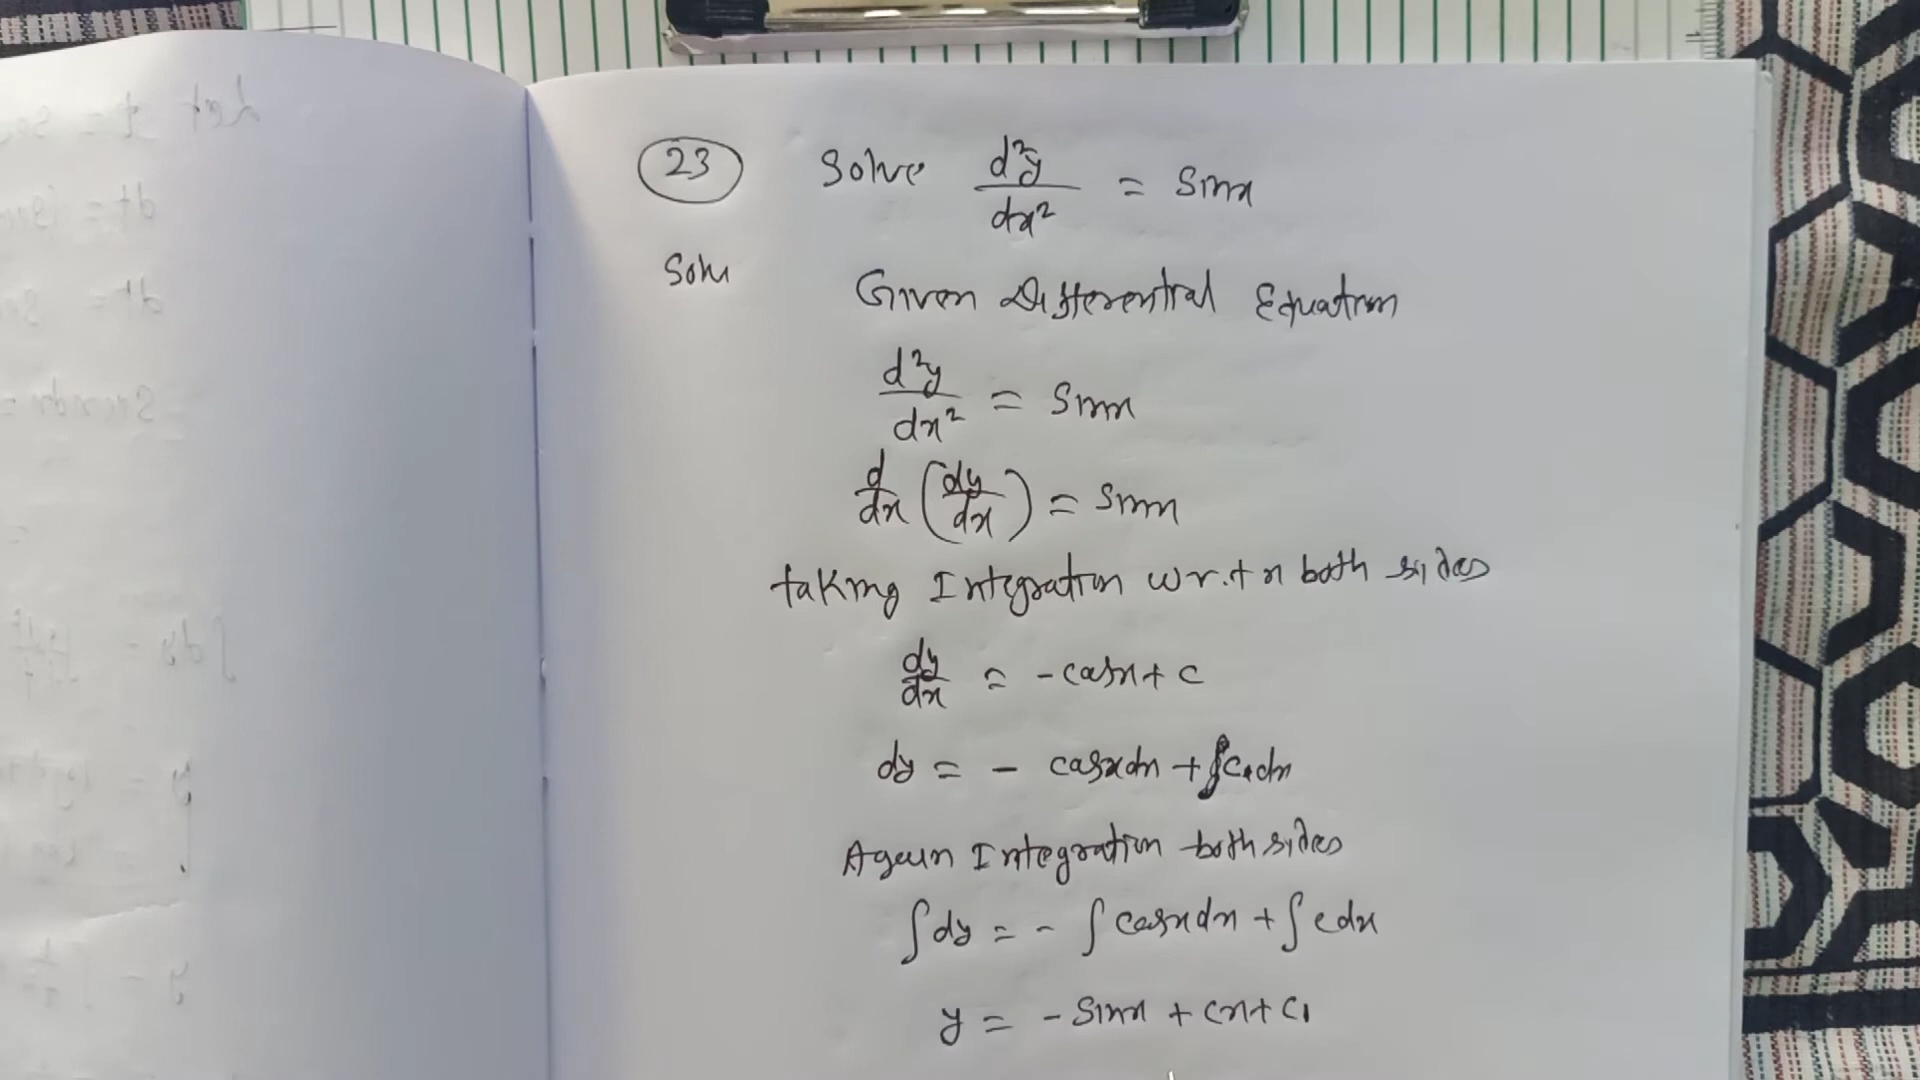 23 Solve d²y/dx² = Sinx
Soln
Given Differential Equation
d²y/dx² = Sinx
d/dx (dy/dx) = Sinx
taking Integration w.r.t x both sides
dy/dx = -cosx + c
dy = - cosxdx + ∫c.dx
Again Integration both sides
∫dy = - ∫cosxdx + ∫cdx
y = - Sinx + cx + c₁